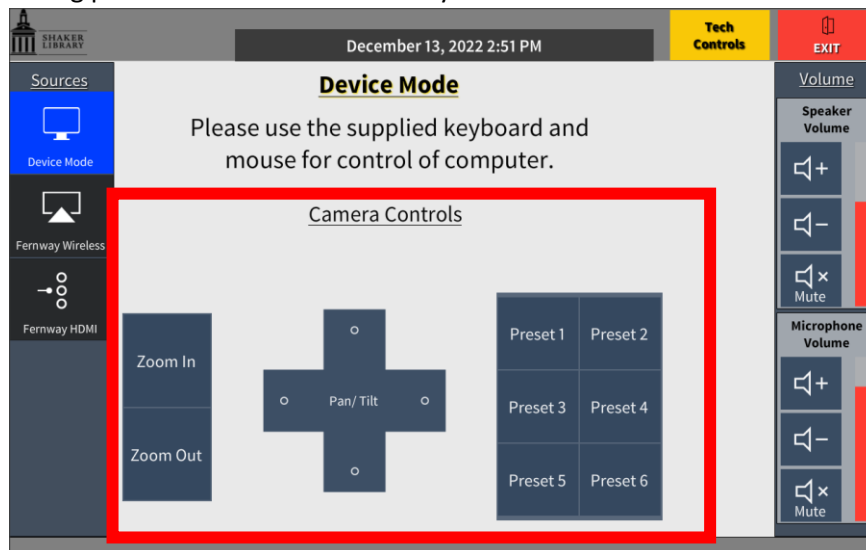 SHAKER
LIBRARY
December 13, 2022 2:51 PM
Tech
Controls
EXIT
Sources
Device Mode
Fernway Wireless
Fernway HDMI
Device Mode
Please use the supplied keyboard and
mouse for control of computer.
Camera Controls
Zoom In
Zoom Out
Pan/ Tilt
Preset 1 Preset 2
Preset 3 Preset 4
Preset 5 Preset 6
Volume
Speaker
Volume
+
-
×
Mute
Microphone
Volume
+
-
×
Mute